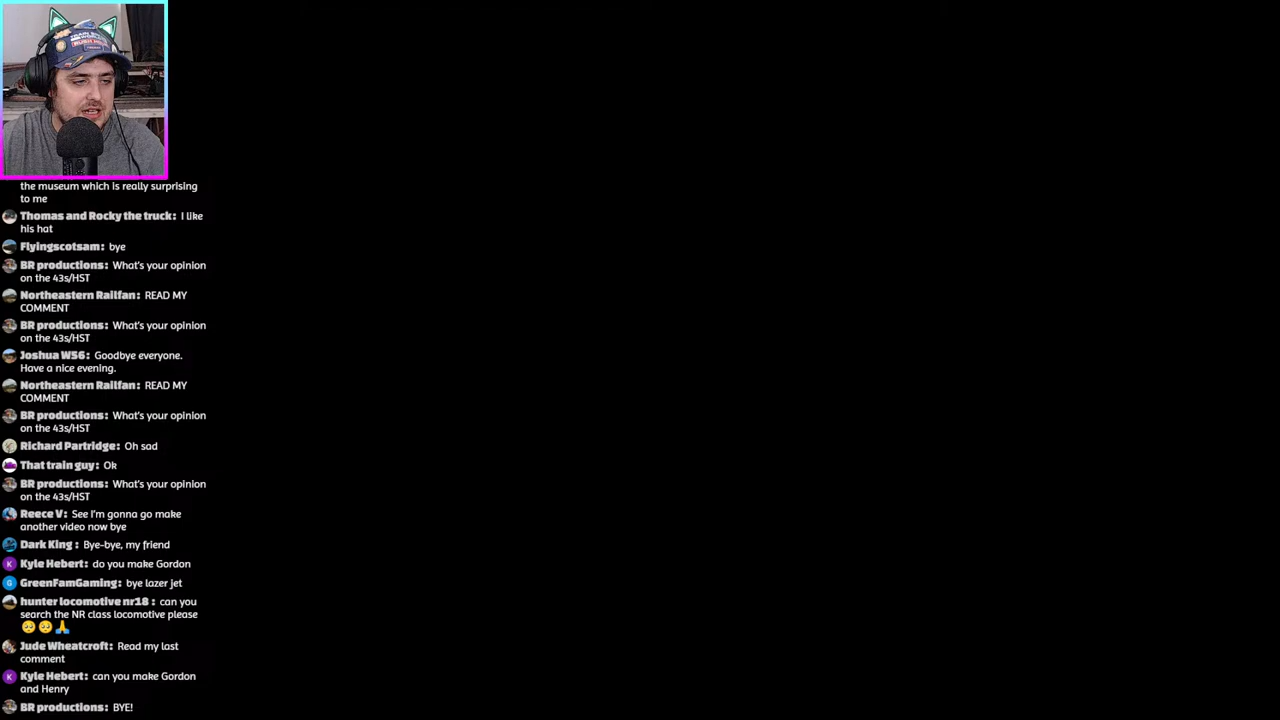 the museum which is really surprising
to me
Thomas and Rocky the truck: I like
his hat
Flyingscotsam: bye
BR productions: What's your opinion
on the 43s/HST
Northeastern Railfan: READ MY
COMMENT
BR productions: What's your opinion
on the 43s/HST
Joshua W56: Goodbye everyone.
Have a nice evening.
Northeastern Railfan: READ MY
COMMENT
BR productions: What's your opinion
on the 43s/HST
Richard Partridge: Oh sad
That train guy: Ok
BR productions: What's your opinion
on the 43s/HST
Reece V: See I'm gonna go make
another video now bye
Dark King : Bye-bye, my friend
K Kyle Hebert: do you make Gordon
G GreenFamGaming: bye lazer jet
hunter locomotive nr18 : can you
search the NR class locomotive please
🥺🥺🙏
Jude Wheatcroft: Read my last
comment
K Kyle Hebert: can you make Gordon
and Henry
BR productions: BYE!